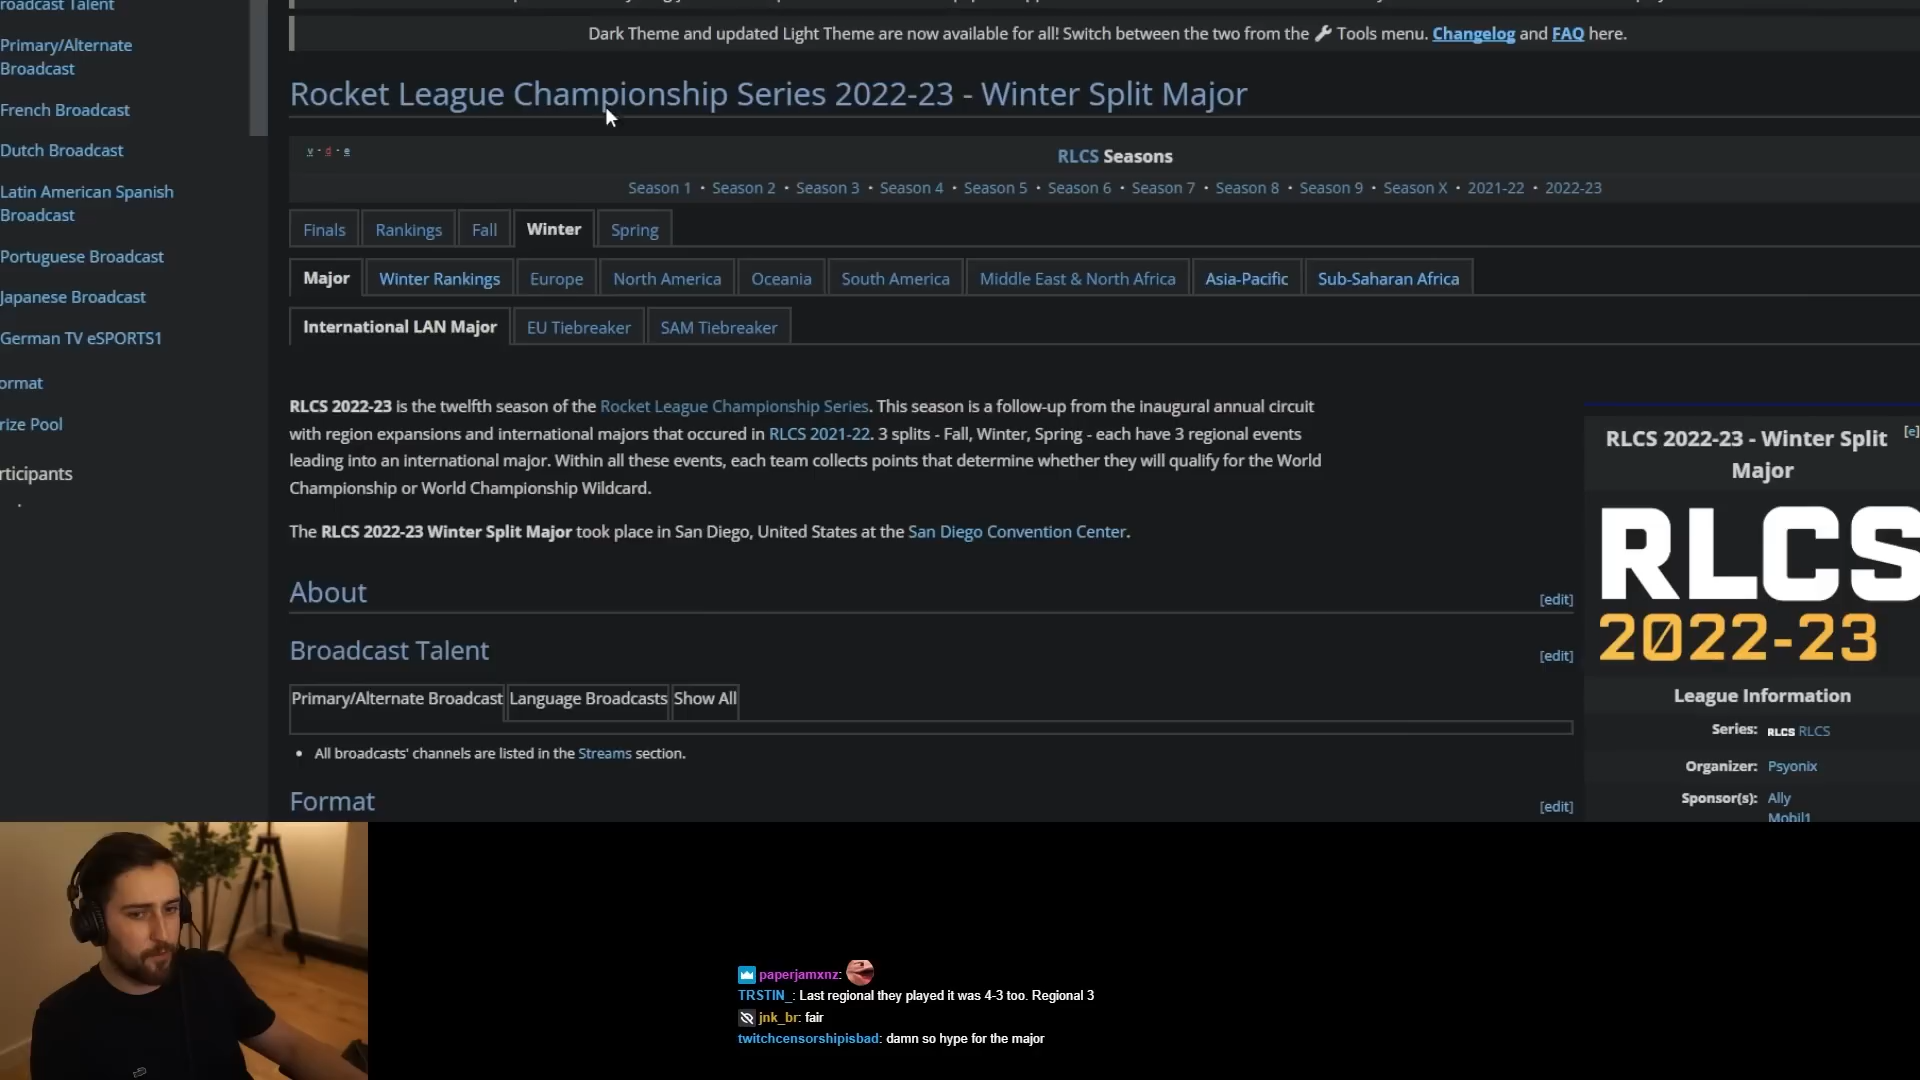 roadcast Talent
Primary/Alternate
Broadcast
French Broadcast
Dutch Broadcast
Latin American Spanish
Broadcast
Portuguese Broadcast
Japanese Broadcast
German TV eSPORTS1
ormat
rize Pool
rticipants
Dark Theme and updated Light Theme are now available for all! Switch between the two from the Tools menu. Changelog and FAQ here.
Rocket League Championship Series 2022-23 - Winter Split Major
v · d · e
RLCS Seasons
Season 1 • Season 2 • Season 3 • Season 4 • Season 5 • Season 6 • Season 7 • Season 8 • Season 9 • Season X • 2021-22 • 2022-23
Finals Rankings Fall Winter Spring
Major Winter Rankings Europe North America Oceania South America Middle East & North Africa Asia-Pacific Sub-Saharan Africa
International LAN Major EU Tiebreaker SAM Tiebreaker
RLCS 2022-23 is the twelfth season of the Rocket League Championship Series. This season is a follow-up from the inaugural annual circuit
with region expansions and international majors that occured in RLCS 2021-22. 3 splits - Fall, Winter, Spring - each have 3 regional events
leading into an international major. Within all these events, each team collects points that determine whether they will qualify for the World
Championship or World Championship Wildcard.
The RLCS 2022-23 Winter Split Major took place in San Diego, United States at the San Diego Convention Center.
About
[edit]
Broadcast Talent
[edit]
Primary/Alternate Broadcast Language Broadcasts Show All
• All broadcasts' channels are listed in the Streams section.
Format
[edit]
RLCS 2022-23 - Winter Split
Major
[e]
RLCS
2022-23
League Information
Series: RLCS RLCS
Organizer: Psyonix
Sponsor(s): Ally
Mobil1
paperjamxnz:
TRSTIN_: Last regional they played it was 4-3 too. Regional 3
jnk_br: fair
twitchcensorshipisbad: damn so hype for the major